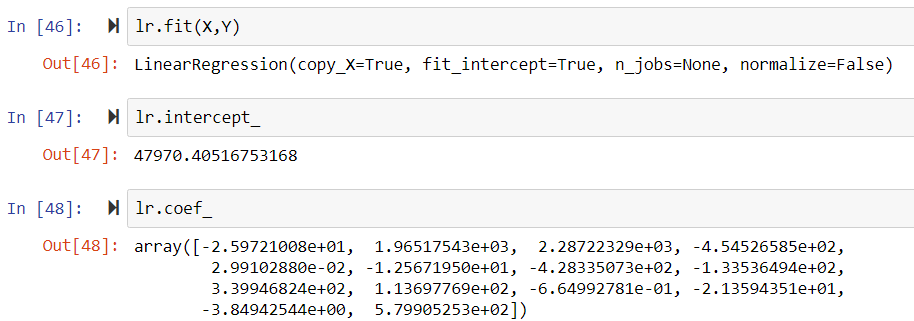 In [46]: lr.fit(X,Y)
Out[46]: LinearRegression(copy_X=True, fit_intercept=True, n_jobs=None, normalize=False)
In [47]: lr.intercept_
Out[47]: 47970.40516753168
In [48]: lr.coef_
Out[48]: array([-2.59721008e+01,  1.96517543e+03,  2.28722329e+03, -4.54526585e+02,
2.99102880e-02, -1.25671950e+01, -4.28335073e+02, -1.33536494e+02,
3.39946824e+02,  1.13697769e+02, -6.64992781e-01, -2.13594351e+01,
-3.84942544e+00,  5.79905253e+02])